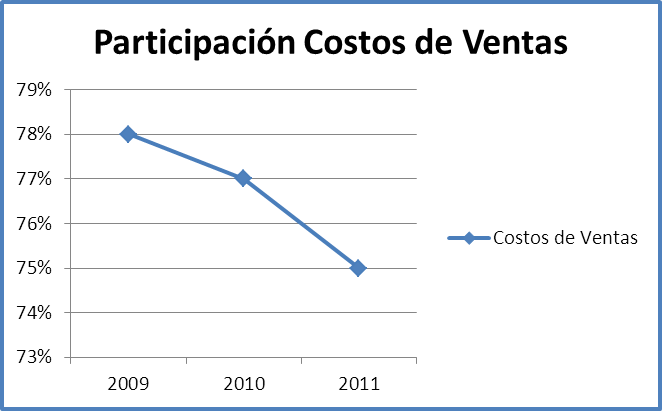 Participación Costos de Ventas
79%
78%
77%
76%
75%
74%
73%
2009 2010 2011
Costos de Ventas